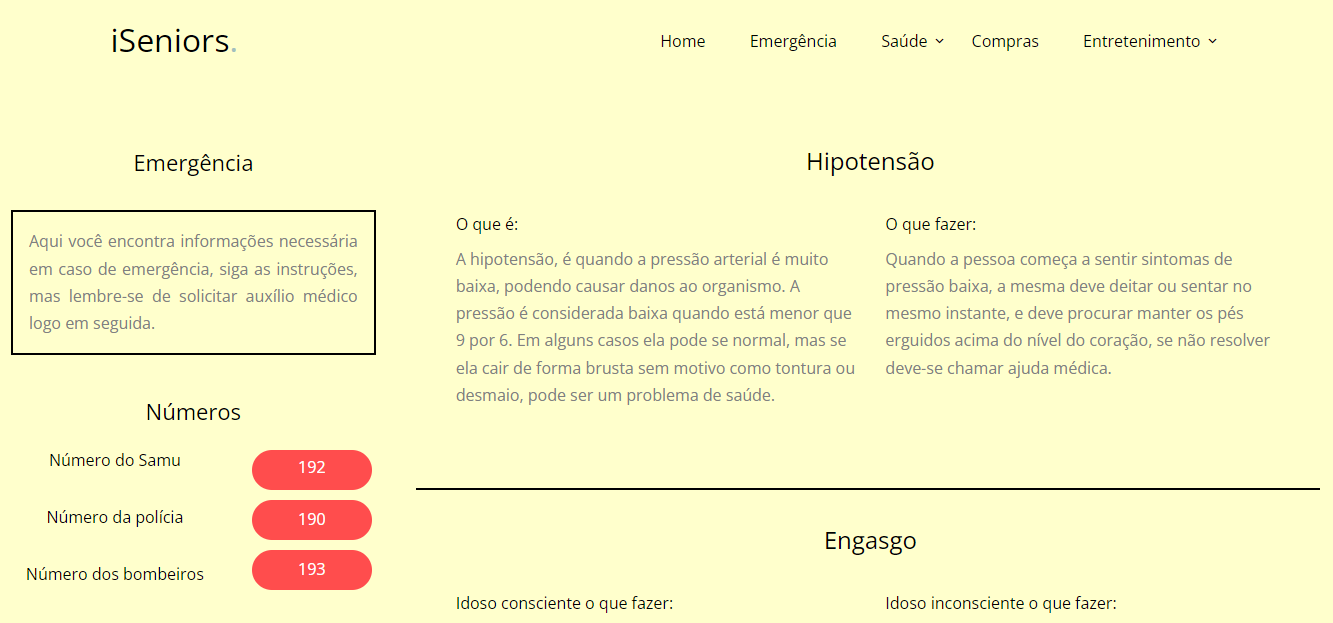 iSeniors.
Home Emergência Saúde Compras Entretenimento
Emergência
Aqui você encontra informações necessária
em caso de emergência, siga as instruções,
mas lembre-se de solicitar auxílio médico
logo em seguida.
Números
Número do Samu 192
Número da polícia 190
Número dos bombeiros 193
Hipotensão
O que é:
A hipotensão, é quando a pressão arterial é muito
baixa, podendo causar danos ao organismo. A
pressão é considerada baixa quando está menor que
9 por 6. Em alguns casos ela pode se normal, mas se
ela cair de forma brusta sem motivo como tontura ou
desmaio, pode ser um problema de saúde.
O que fazer:
Quando a pessoa começa a sentir sintomas de
pressão baixa, a mesma deve deitar ou sentar no
mesmo instante, e deve procurar manter os pés
erguidos acima do nível do coração, se não resolver
deve-se chamar ajuda médica.
Engasgo
Idoso consciente o que fazer:
Idoso inconsciente o que fazer: